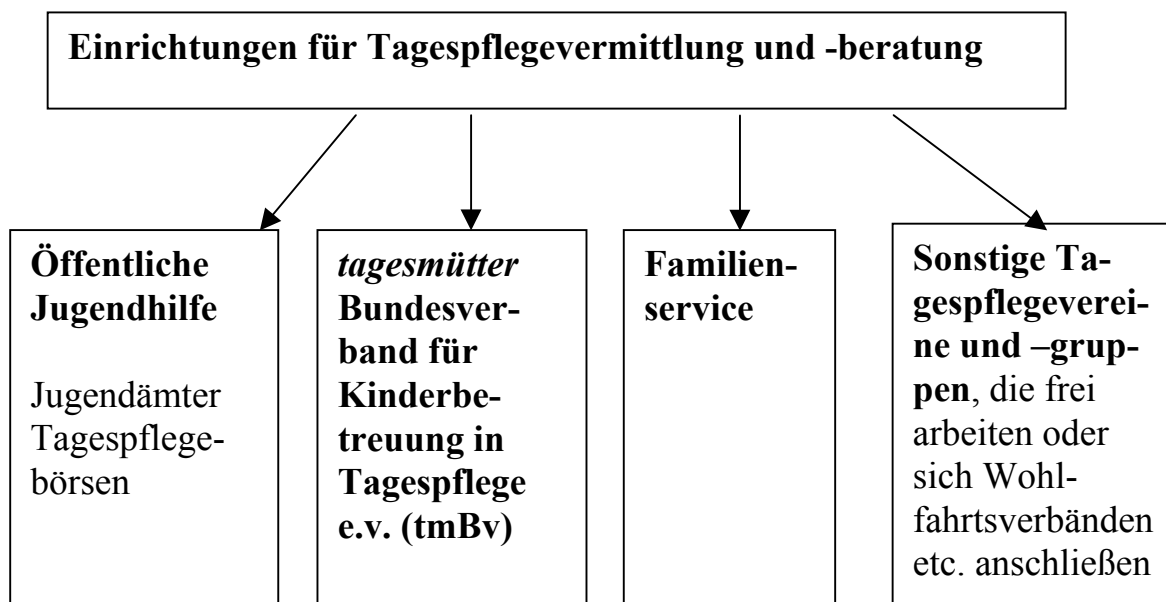 Einrichtungen für Tagespflegevermittlung und -beratung
Öffentliche
Jugendhilfe
Jugendämter
Tagespflege-
börsen
tagesmütter
Bundesver-
band für
Kinderbe-
treuung in
Tagespflege
e.v. (tmBv)
Familien-
service
Sonstige Ta-
gespflegeverei-
ne und –grup-
pen, die frei
arbeiten oder
sich Wohl-
fahrtsverbänden
etc. anschließen